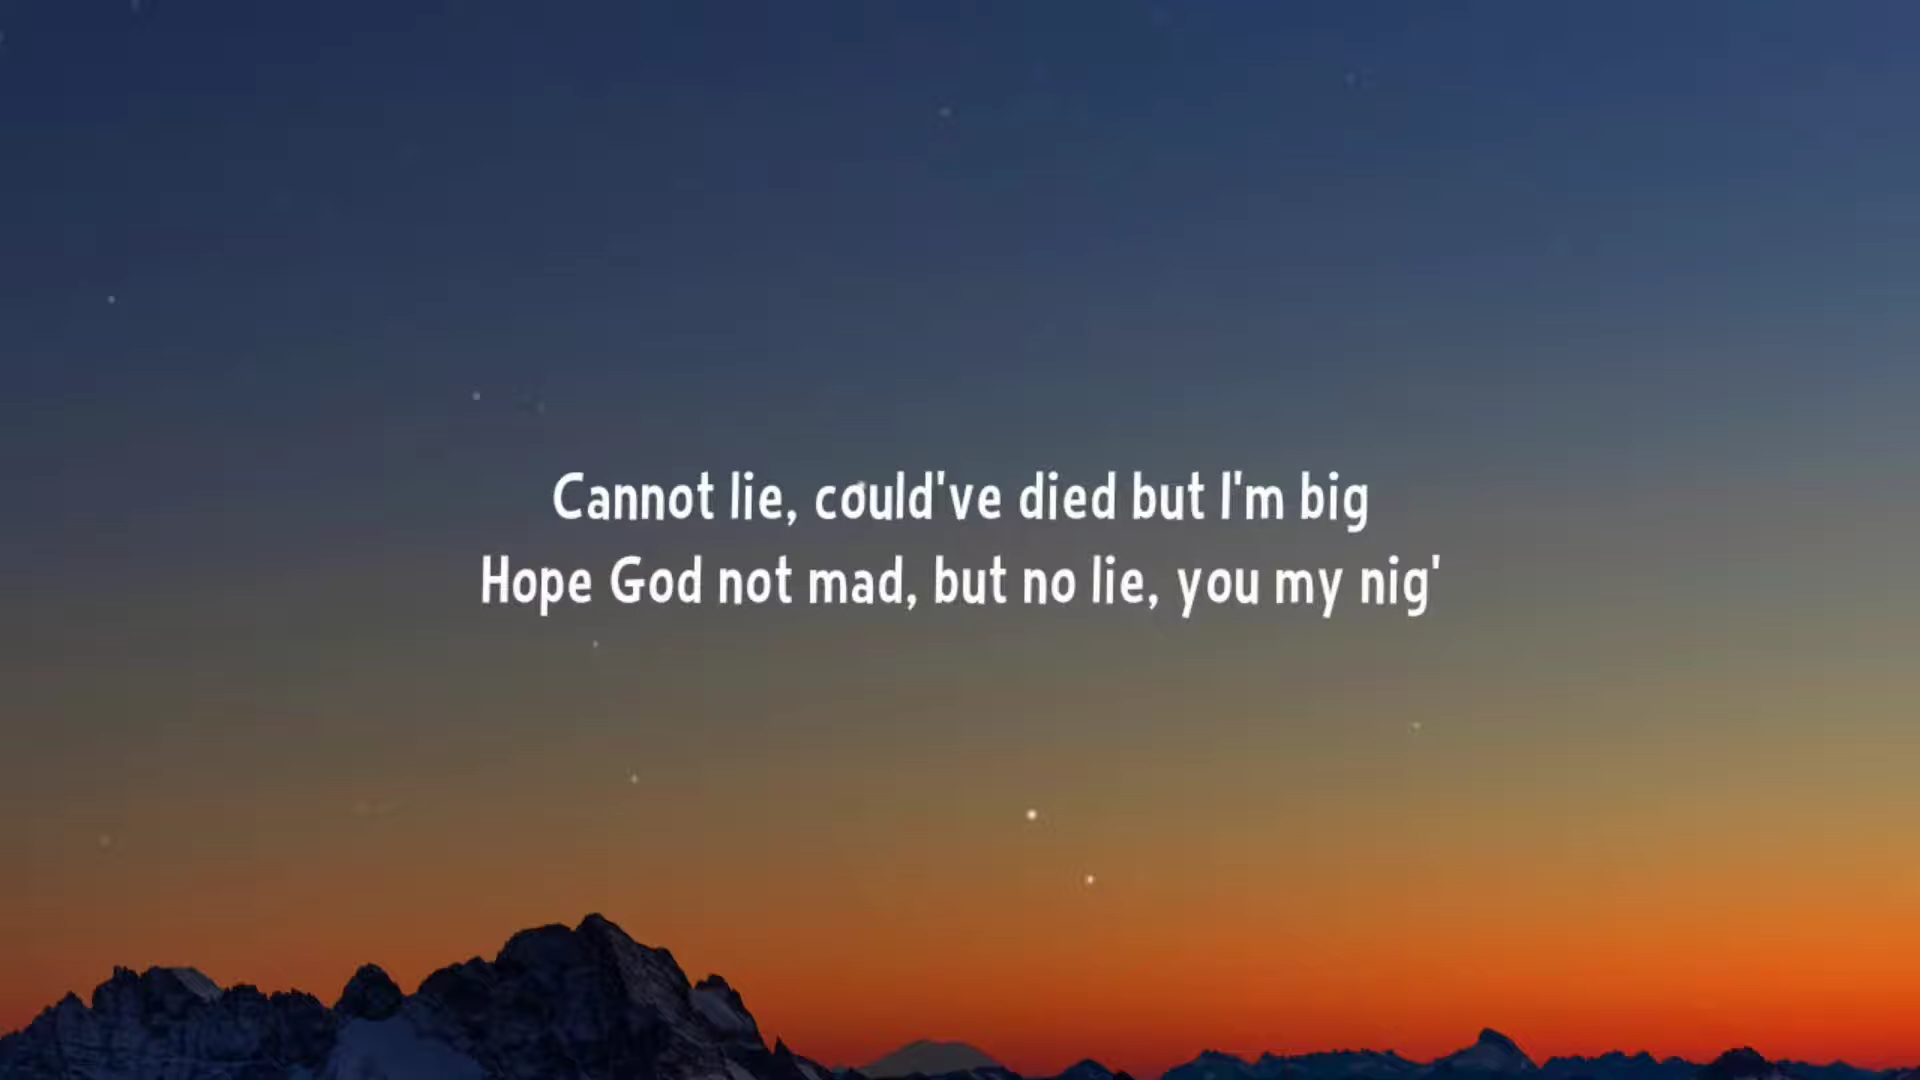 Cannot lie, could've died but I'm big
Hope God not mad, but no lie, you my nig'